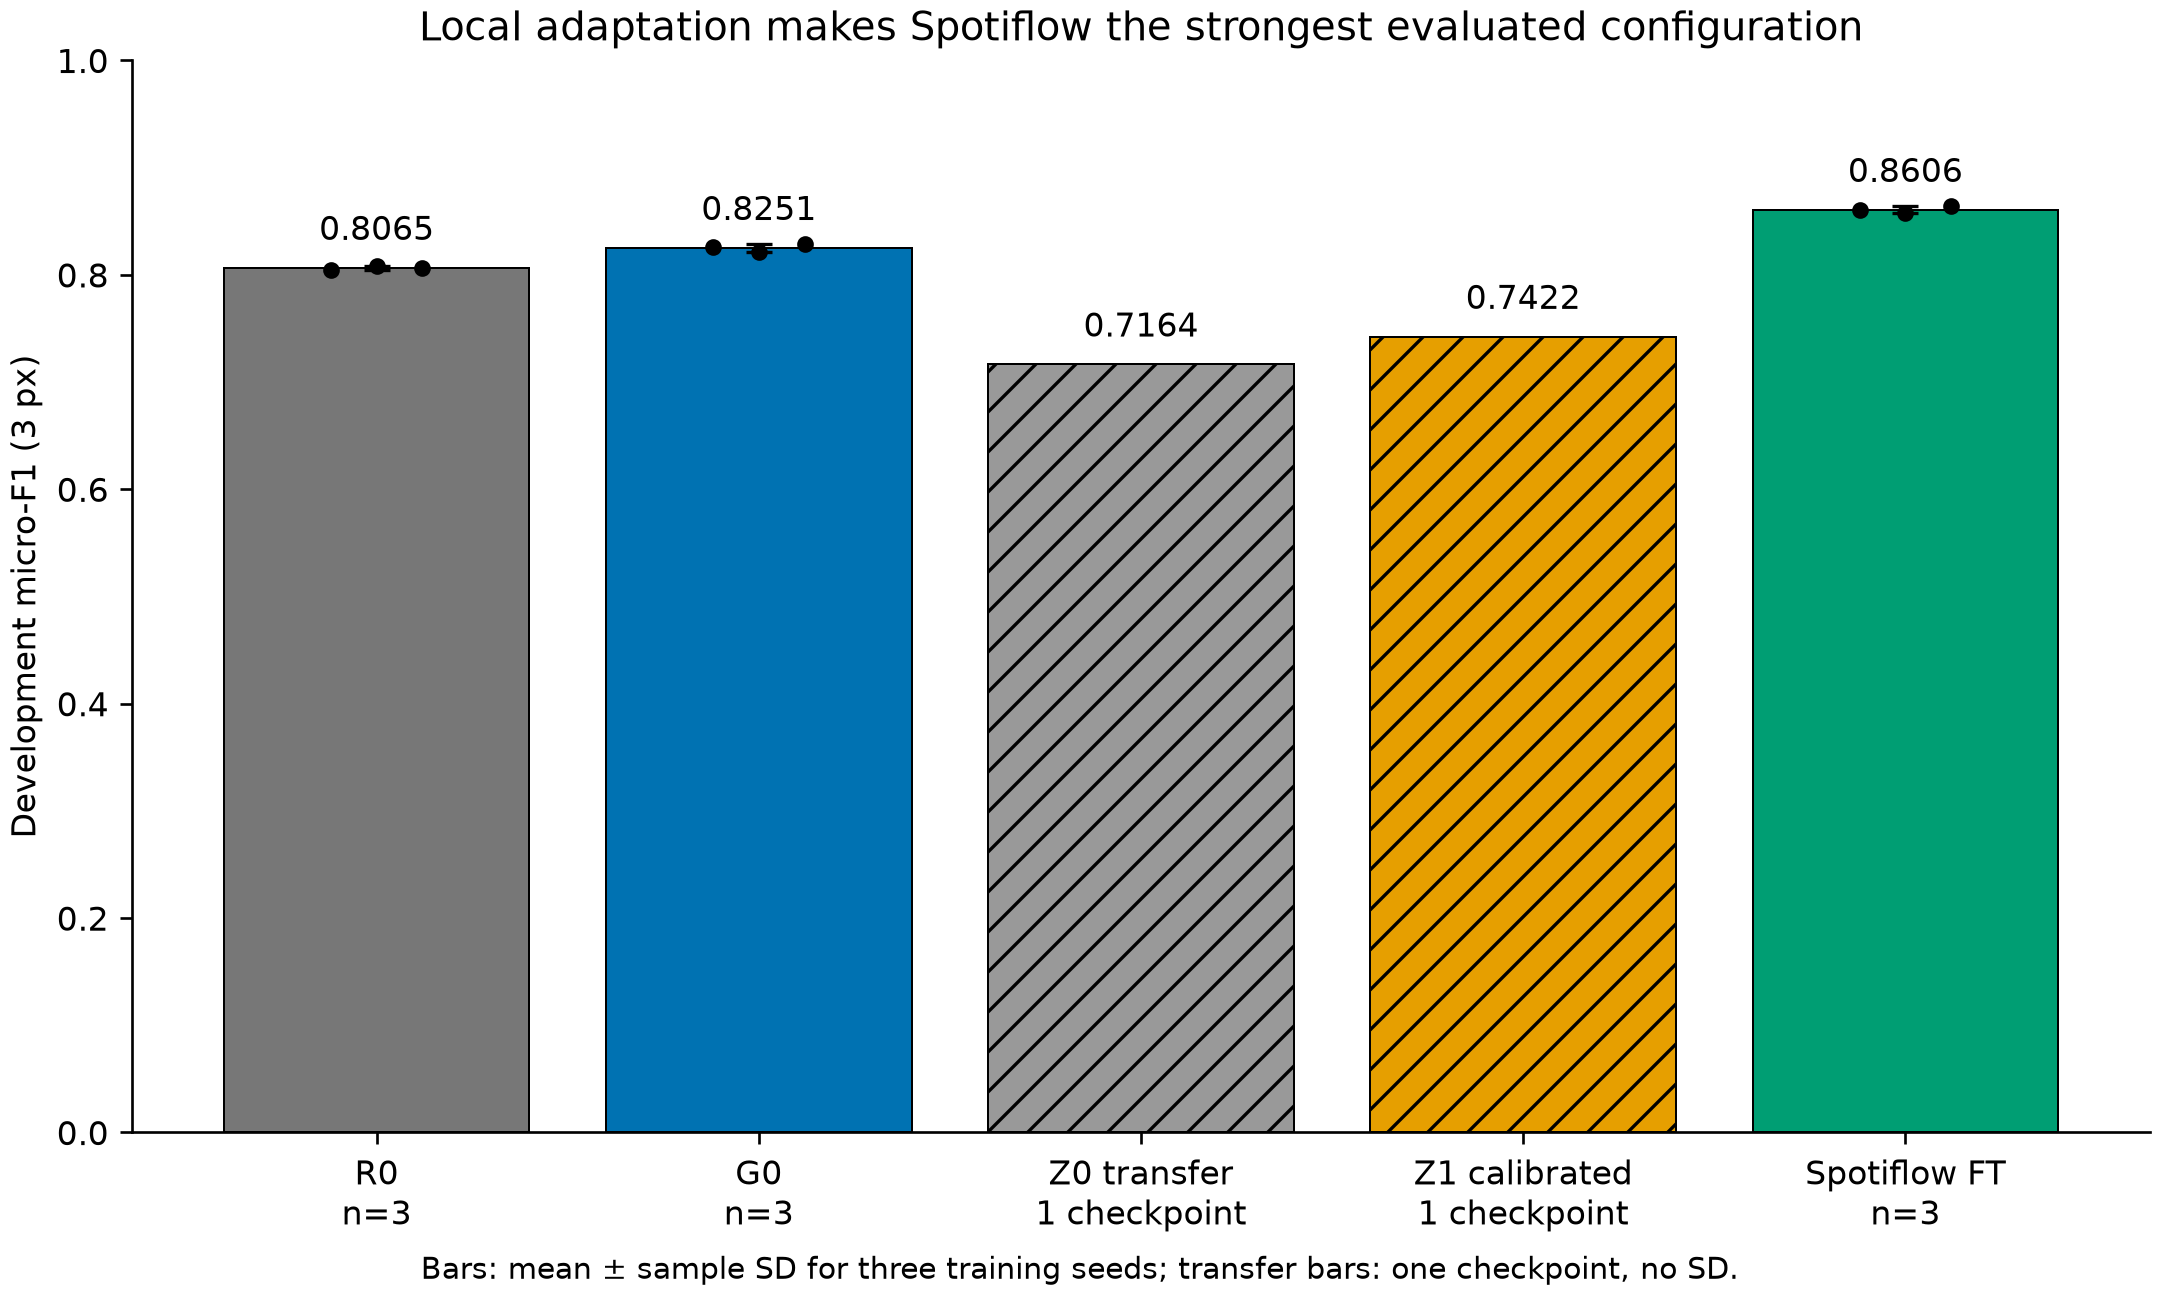 Local adaptation makes Spotiflow the strongest evaluated configuration
Development micro-F1 (3 px)
1.0
0.8
0.6
0.4
0.2
0.0
0.8065
0.8251
0.7164
0.7422
0.8606
R0
n=3
G0
n=3
Z0 transfer
1 checkpoint
Z1 calibrated
1 checkpoint
Spotiflow FT
n=3
Bars: mean ± sample SD for three training seeds; transfer bars: one checkpoint, no SD.